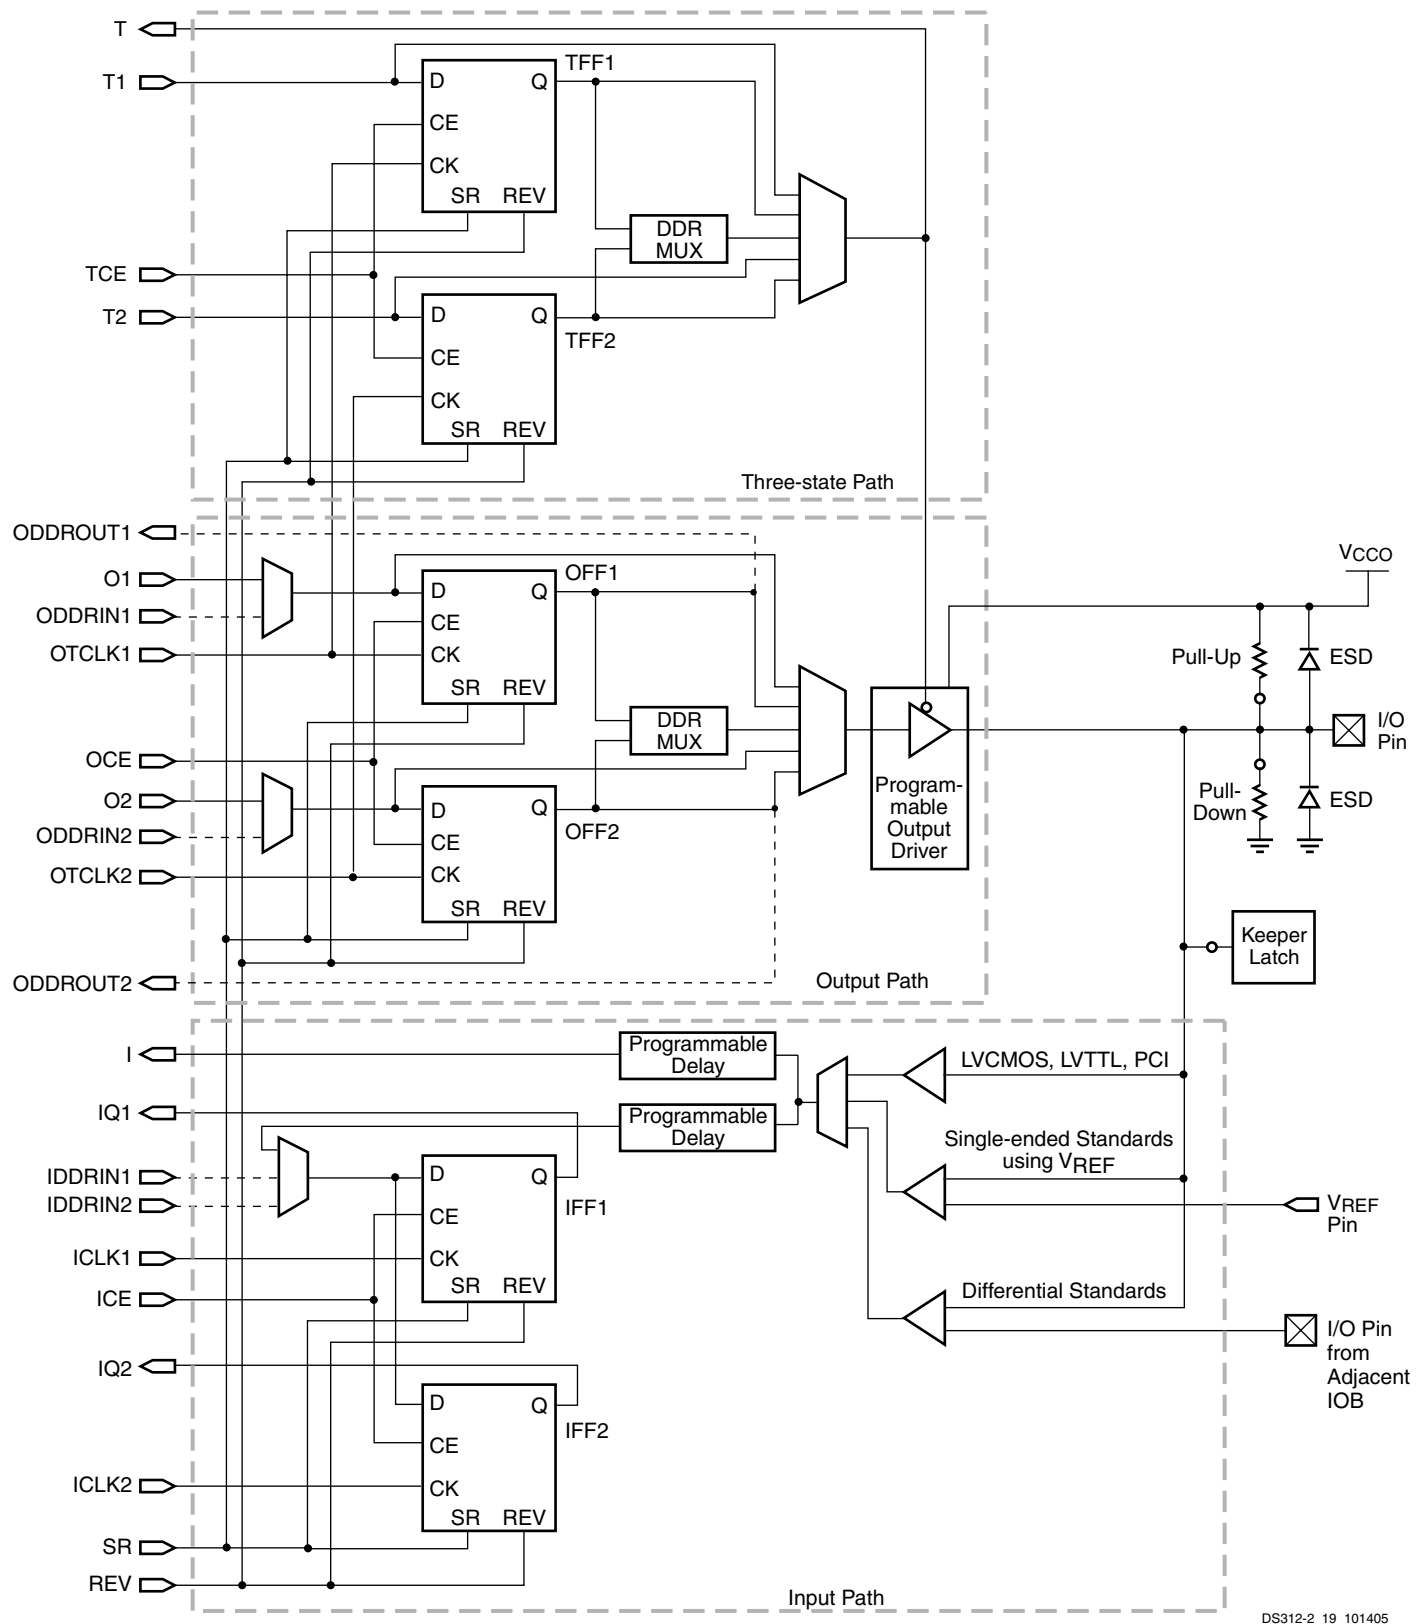 T
T1
D
Q
TFF1
CE
CK
SR
REV
DDR
MUX
TCE
T2
D
Q
TFF2
CE
CK
SR
REV
Three-state Path
ODDROUT1
O1
ODDRIN1
OTCLK1
D
Q
OFF1
CE
CK
SR
REV
DDR
MUX
OCE
O2
ODDRIN2
OTCLK2
D
Q
OFF2
CE
CK
SR
REV
Program-
mable
Output
Driver
ODDROUT2
Output Path
VCCO
Pull-Up
ESD
I/O
Pin
Pull-
Down
ESD
Keeper
Latch
I
Programmable
Delay
LVCMOS, LVTTL, PCI
IQ1
Programmable
Delay
Single-ended Standards
using VREF
IDDRIN1
IDDRIN2
D
Q
IFF1
CE
CK
SR
REV
VREF
Pin
ICLK1
ICE
Differential Standards
I/O Pin
from
Adjacent
IOB
IQ2
D
Q
IFF2
CE
CK
SR
REV
ICLK2
SR
REV
Input Path
DS312-2_19_101405